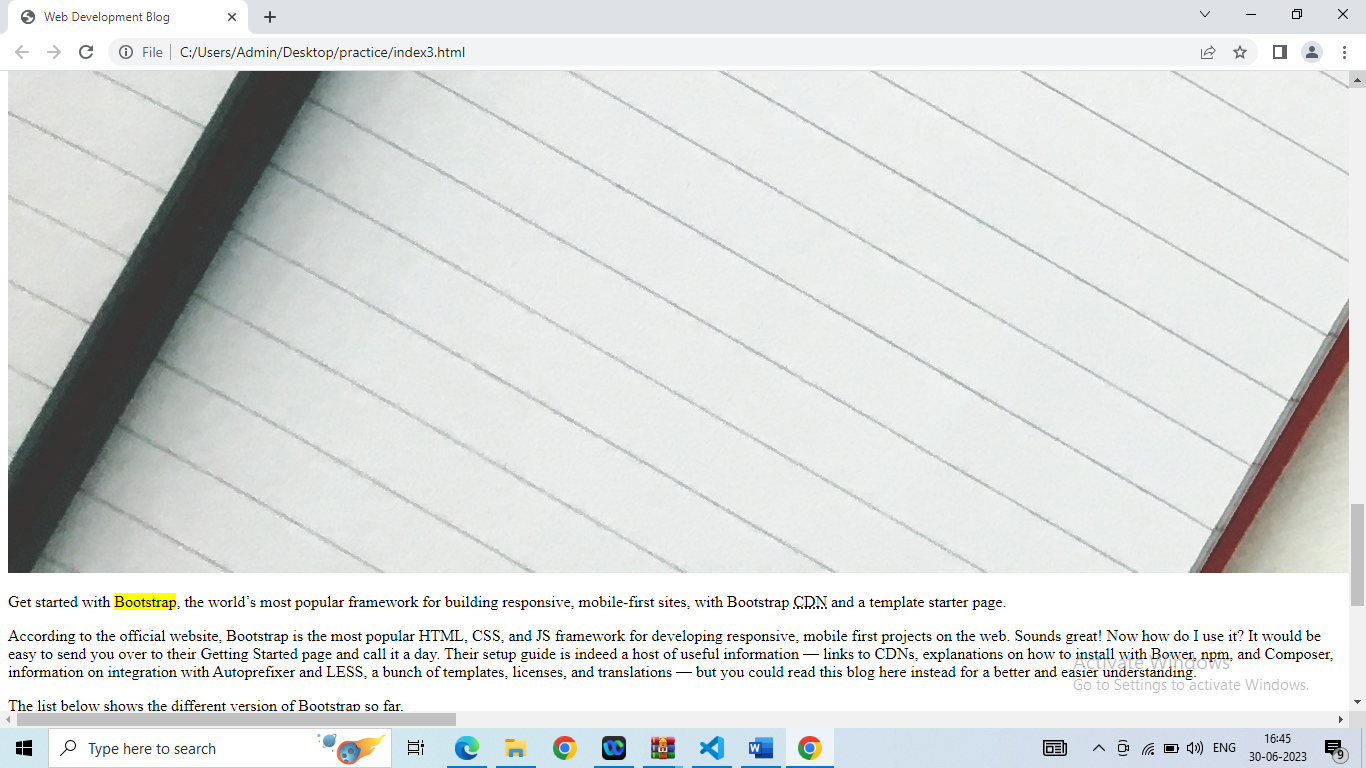 Web Development Blog
File
C:/Users/Admin/Desktop/practice/index3.html
Get started with Bootstrap, the world’s most popular framework for building responsive, mobile-first sites, with Bootstrap CDN and a template starter page.
According to the official website, Bootstrap is the most popular HTML, CSS, and JS framework for developing responsive, mobile first projects on the web. Sounds great! Now how do I use it? It would be
easy to send you over to their Getting Started page and call it a day. Their setup guide is indeed a host of useful information — links to CDNs, explanations on how to install with Bower, npm, and Composer,
information on integration with Autoprefixer and LESS, a bunch of templates, licenses, and translations — but you could read this blog here instead for a better and easier understanding.
Activate Windows
Go to Settings to activate Windows.
The list below shows the different version of Bootstrap so far.
Type here to search
W
ENG
16:45
30-06-2023
9